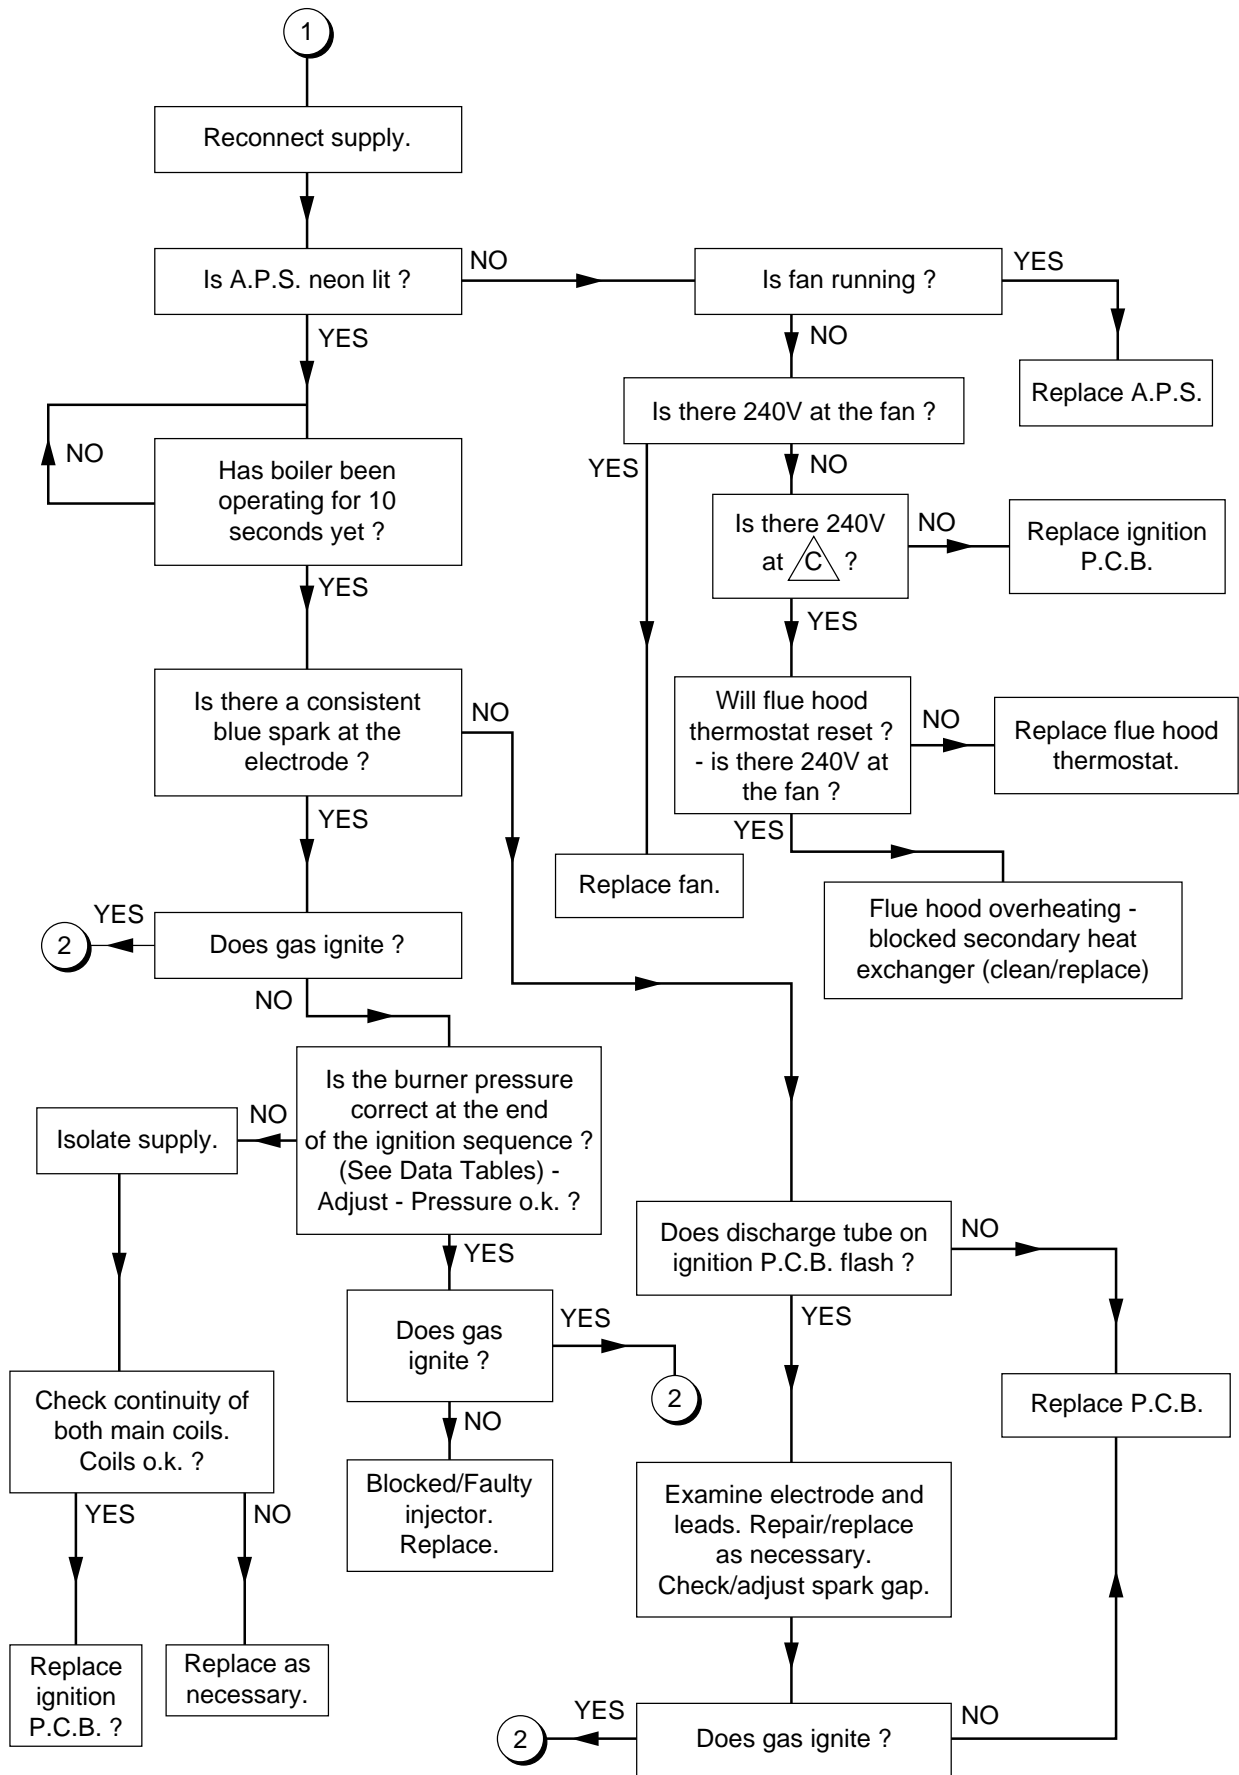 1
Reconnect supply.
Is A.P.S. neon lit ?
NO
Is fan running ?
YES
YES
NO
Replace A.P.S.
Is there 240V at the fan ?
NO
Has boiler been
operating for 10
seconds yet ?
YES
NO
Is there 240V
at C ?
NO
Replace ignition
P.C.B.
YES
YES
Is there a consistent
blue spark at the
electrode ?
NO
Will flue hood
thermostat reset ?
- is there 240V at
the fan ?
NO
Replace flue hood
thermostat.
YES
YES
Replace fan.
Flue hood overheating -
blocked secondary heat
exchanger (clean/replace)
YES
2
Does gas ignite ?
NO
Is the burner pressure
correct at the end
of the ignition sequence ?
(See Data Tables) -
Adjust - Pressure o.k. ?
NO
Isolate supply.
YES
Does discharge tube on
ignition P.C.B. flash ?
NO
YES
Does gas
ignite ?
YES
2
Replace P.C.B.
Check continuity of
both main coils.
Coils o.k. ?
NO
Blocked/Faulty
injector.
Replace.
YES
NO
Examine electrode and
leads. Repair/replace
as necessary.
Check/adjust spark gap.
Replace
ignition
P.C.B. ?
Replace as
necessary.
YES
2
Does gas ignite ?
NO